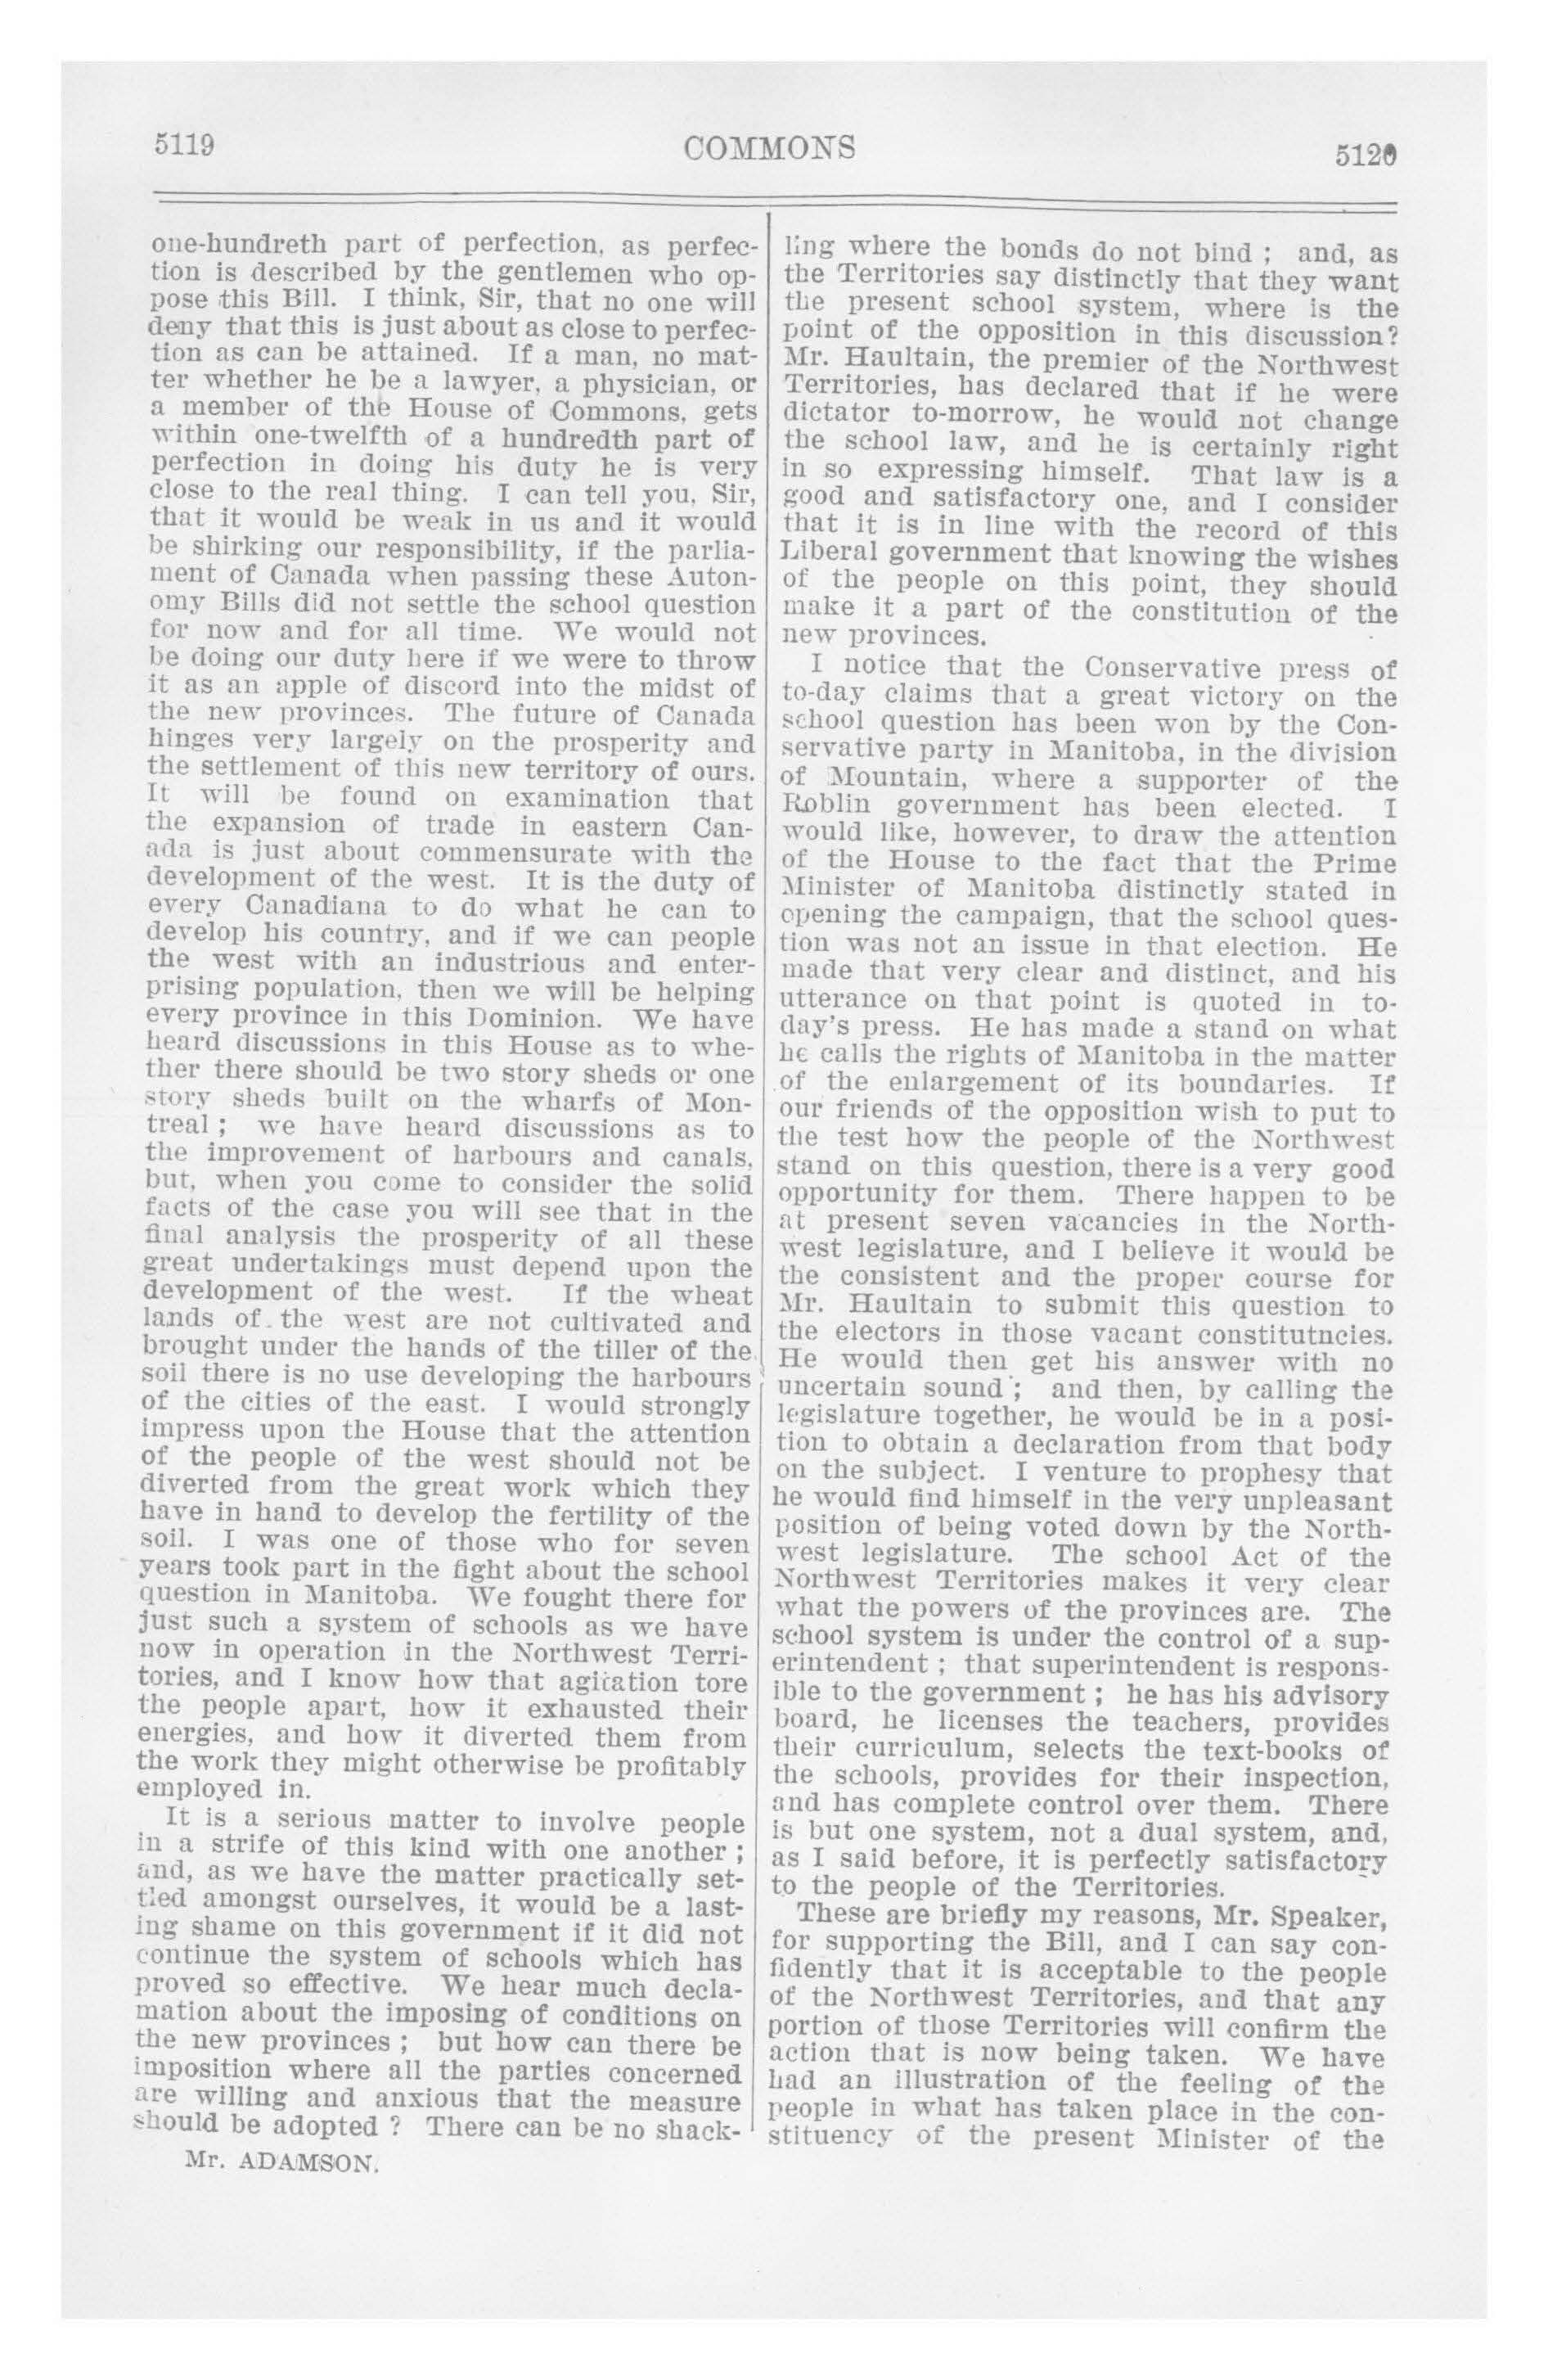 5119
COMMONS
5120
one-hundreth part of perfection, as perfec-
tion is described by the gentlemen who op-
pose this Bill. I think, Sir, that no one will
deny that this is just about as close to perfec-
tion as can be attained. If a man, no mat-
ter whether he be a lawyer, a physician, or
a member of the House of Commons, gets
within one-twelfth of a hundredth part of
perfection in doing his duty he is very
close to the real thing. I can tell you, Sir,
that it would be weak in us and it would
be shirking our responsibility, if the parlia-
ment of Canada when passing these Auton-
omy Bills did not settle the school question
for now and for all time. We would not
be doing our duty here if we were to throw
it as an apple of discord into the midst of
the new provinces. The future of Canada
hinges very largely on the prosperity and
the settlement of this new territory of ours.
It will be found on examination that
the expansion of trade in eastern Can-
ada is just about commensurate with the
development of the west. It is the duty of
every Canadiana to do what he can to
develop his country, and if we can people
the west with an industrious and enter-
prising population, then we will be helping
every province in this Dominion. We have
heard discussions in this House as to whe-
ther there should be two story sheds or one
story sheds built on the wharfs of Mon-
treal ; we have heard discussions as to
the improvement of harbours and canals,
but, when you come to consider the solid
facts of the case you will see that in the
final analysis the prosperity of all these
great undertakings must depend upon the
development of the west. If the wheat
lands of the west are not cultivated and
brought under the hands of the tiller of the
soil there is no use developing the harbours
of the cities of the east. I would strongly
impress upon the House that the attention
of the people of the west should not be
diverted from the great work which they
have in hand to develop the fertility of the
soil. I was one of those who for seven
years took part in the fight about the school
question in Manitoba. We fought there for
just such a system of schools as we have
now in operation in the Northwest Terri-
tories, and I know how that agitation tore
the people apart, how it exhausted their
energies, and how it diverted them from
the work they might otherwise be profitably
employed in.
It is a serious matter to involve people
in a strife of this kind with one another ;
and, as we have the matter practically set-
tled amongst ourselves, it would be a last-
ing shame on this government if it did not
continue the system of schools which has
proved so effective. We hear much decla-
mation about the imposing of conditions on
the new provinces ; but how can there be
imposition where all the parties concerned
are willing and anxious that the measure
should be adopted ? There can be no shack-
Mr. ADAMSON.
ling where the bonds do not bind ; and, as
the Territories say distinctly that they want
the present school system, where is the
point of the opposition in this discussion?
Mr. Haultain, the premier of the Northwest
Territories, has declared that if he were
dictator to-morrow, he would not change
the school law, and he is certainly right
in so expressing himself. That law is a
good and satisfactory one, and I consider
that it is in line with the record of this
Liberal government that knowing the wishes
of the people on this point, they should
make it a part of the constitution of the
new provinces.
I notice that the Conservative press of
to-day claims that a great victory on the
school question has been won by the Con-
servative party in Manitoba, in the division
of Mountain, where a supporter of the
Roblin government has been elected. I
would like, however, to draw the attention
of the House to the fact that the Prime
Minister of Manitoba distinctly stated in
opening the campaign, that the school ques-
tion was not an issue in that election. He
made that very clear and distinct, and his
utterance on that point is quoted in to-
day's press. He has made a stand on what
he calls the rights of Manitoba in the matter
of the enlargement of its boundaries. If
our friends of the opposition wish to put to
the test how the people of the Northwest
stand on this question, there is a very good
opportunity for them. There happen to be
at present seven vacancies in the North-
west legislature, and I believe it would be
the consistent and the proper course for
Mr. Haultain to submit this question to
the electors in those vacant constitutncies.
He would then get his answer with no
uncertain sound ; and then, by calling the
legislature together, he would be in a posi-
tion to obtain a declaration from that body
on the subject. I venture to prophesy that
he would find himself in the very unpleasant
position of being voted down by the North-
west legislature. The school Act of the
Northwest Territories makes it very clear
what the powers of the provinces are. The
school system is under the control of a sup-
erintendent ; that superintendent is respons-
ible to the government ; he has his advisory
board, he licenses the teachers, provides
their curriculum, selects the text-books of
the schools, provides for their inspection,
and has complete control over them. There
is but one system, not a dual system, and,
as I said before, it is perfectly satisfactory
to the people of the Territories.
These are briefly my reasons, Mr. Speaker,
for supporting the Bill, and I can say con-
fidently that it is acceptable to the people
of the Northwest Territories, and that any
portion of those Territories will confirm the
action that is now being taken. We have
had an illustration of the feeling of the
people in what has taken place in the con-
stituency of the present Minister of the